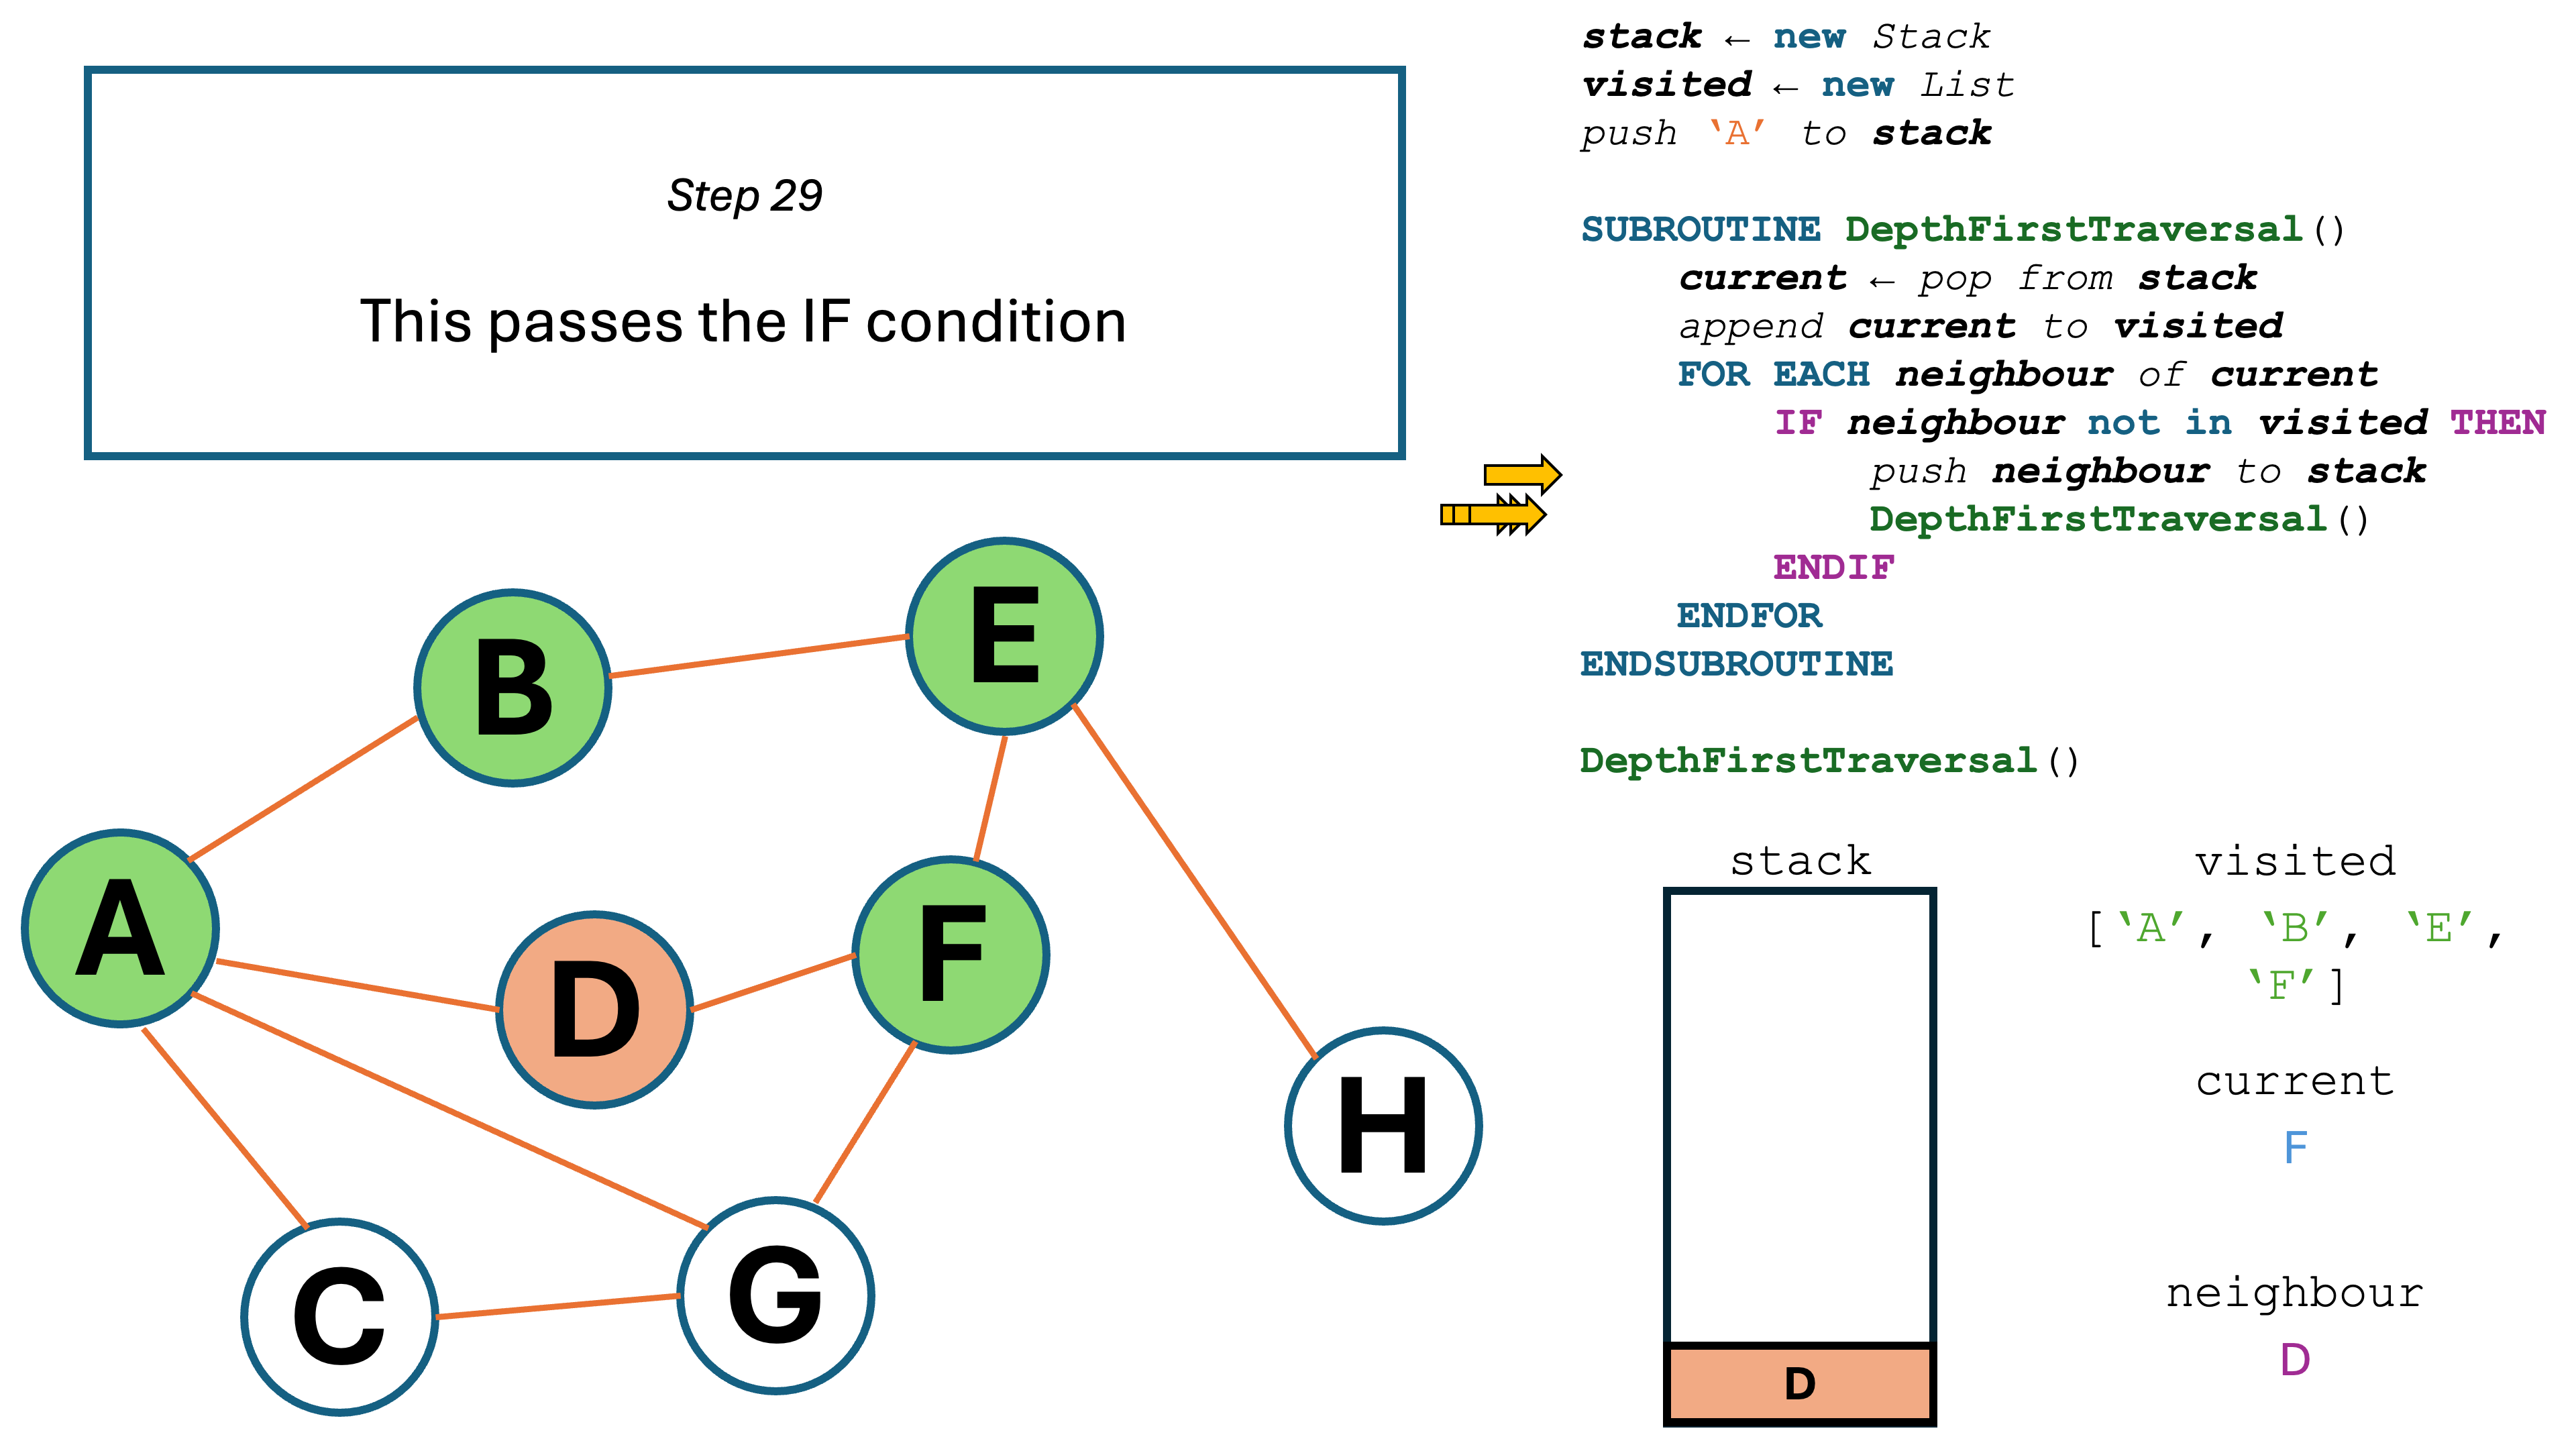 Step 29
This passes the IF condition
stack ← new Stack
visited ← new List
push ‘A’ to stack
SUBROUTINE DepthFirstTraversal()
current ← pop from stack
append current to visited
FOR EACH neighbour of current
IF neighbour not in visited THEN
push neighbour to stack
DepthFirstTraversal()
ENDIF
ENDFOR
ENDSUBROUTINE
DepthFirstTraversal()
B
E
A
D
F
H
C
G
stack
D
visited
[‘A’, ‘B’, ‘E’,
‘F’]
current
F
neighbour
D